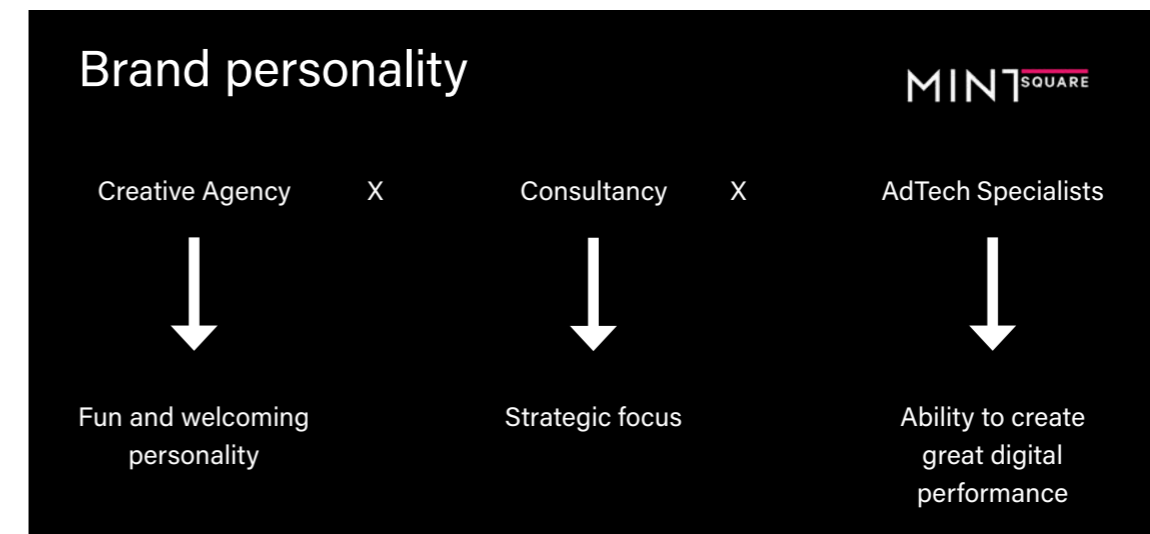 Brand personality
MINT SQUARE
Creative Agency X Consultancy X AdTech Specialists
Fun and welcoming
personality
Strategic focus
Ability to create
great digital
performance